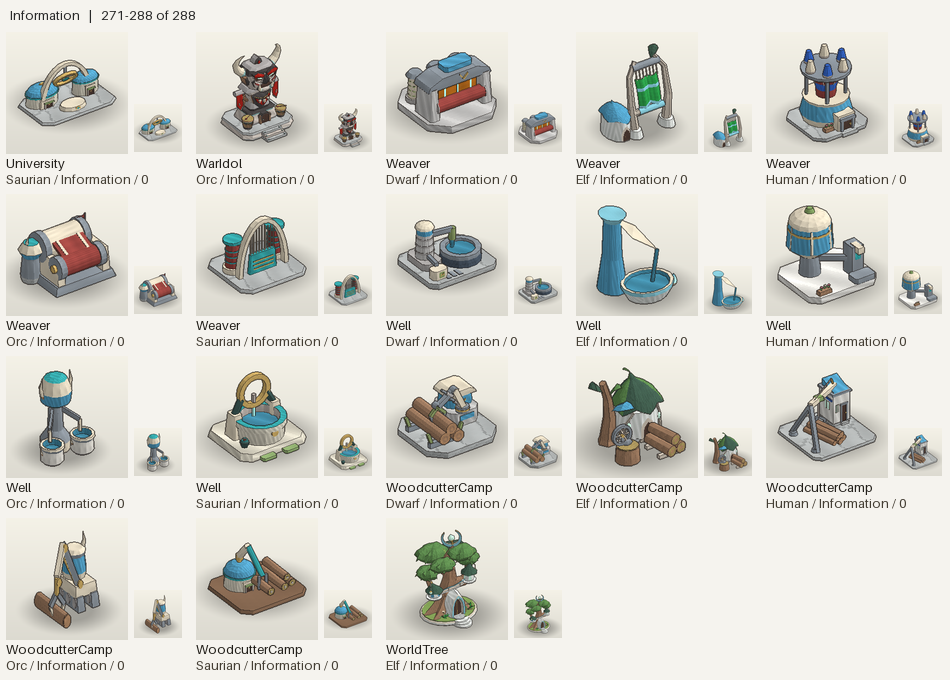 Information | 271-288 of 288
University
Saurian / Information / 0
WarIdol
Orc / Information / 0
Weaver
Dwarf / Information / 0
Weaver
Elf / Information / 0
Weaver
Human / Information / 0
Weaver
Orc / Information / 0
Weaver
Saurian / Information / 0
Well
Dwarf / Information / 0
Well
Elf / Information / 0
Well
Human / Information / 0
Well
Orc / Information / 0
Well
Saurian / Information / 0
WoodcutterCamp
Dwarf / Information / 0
WoodcutterCamp
Elf / Information / 0
WoodcutterCamp
Human / Information / 0
WoodcutterCamp
Orc / Information / 0
WoodcutterCamp
Saurian / Information / 0
WorldTree
Elf / Information / 0